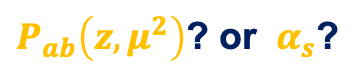 P_{ab}(z, μ²)? or α_s?